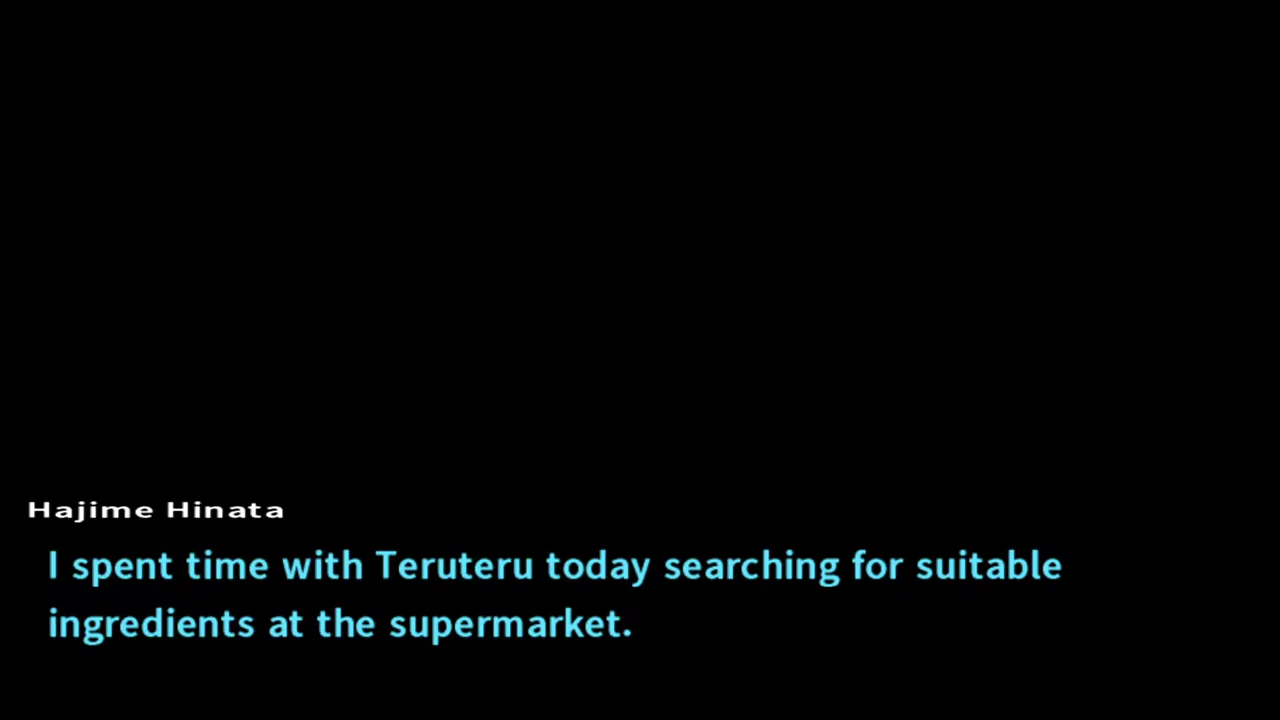 Hajime Hinata
I spent time with Teruteru today searching for suitable
ingredients at the supermarket.